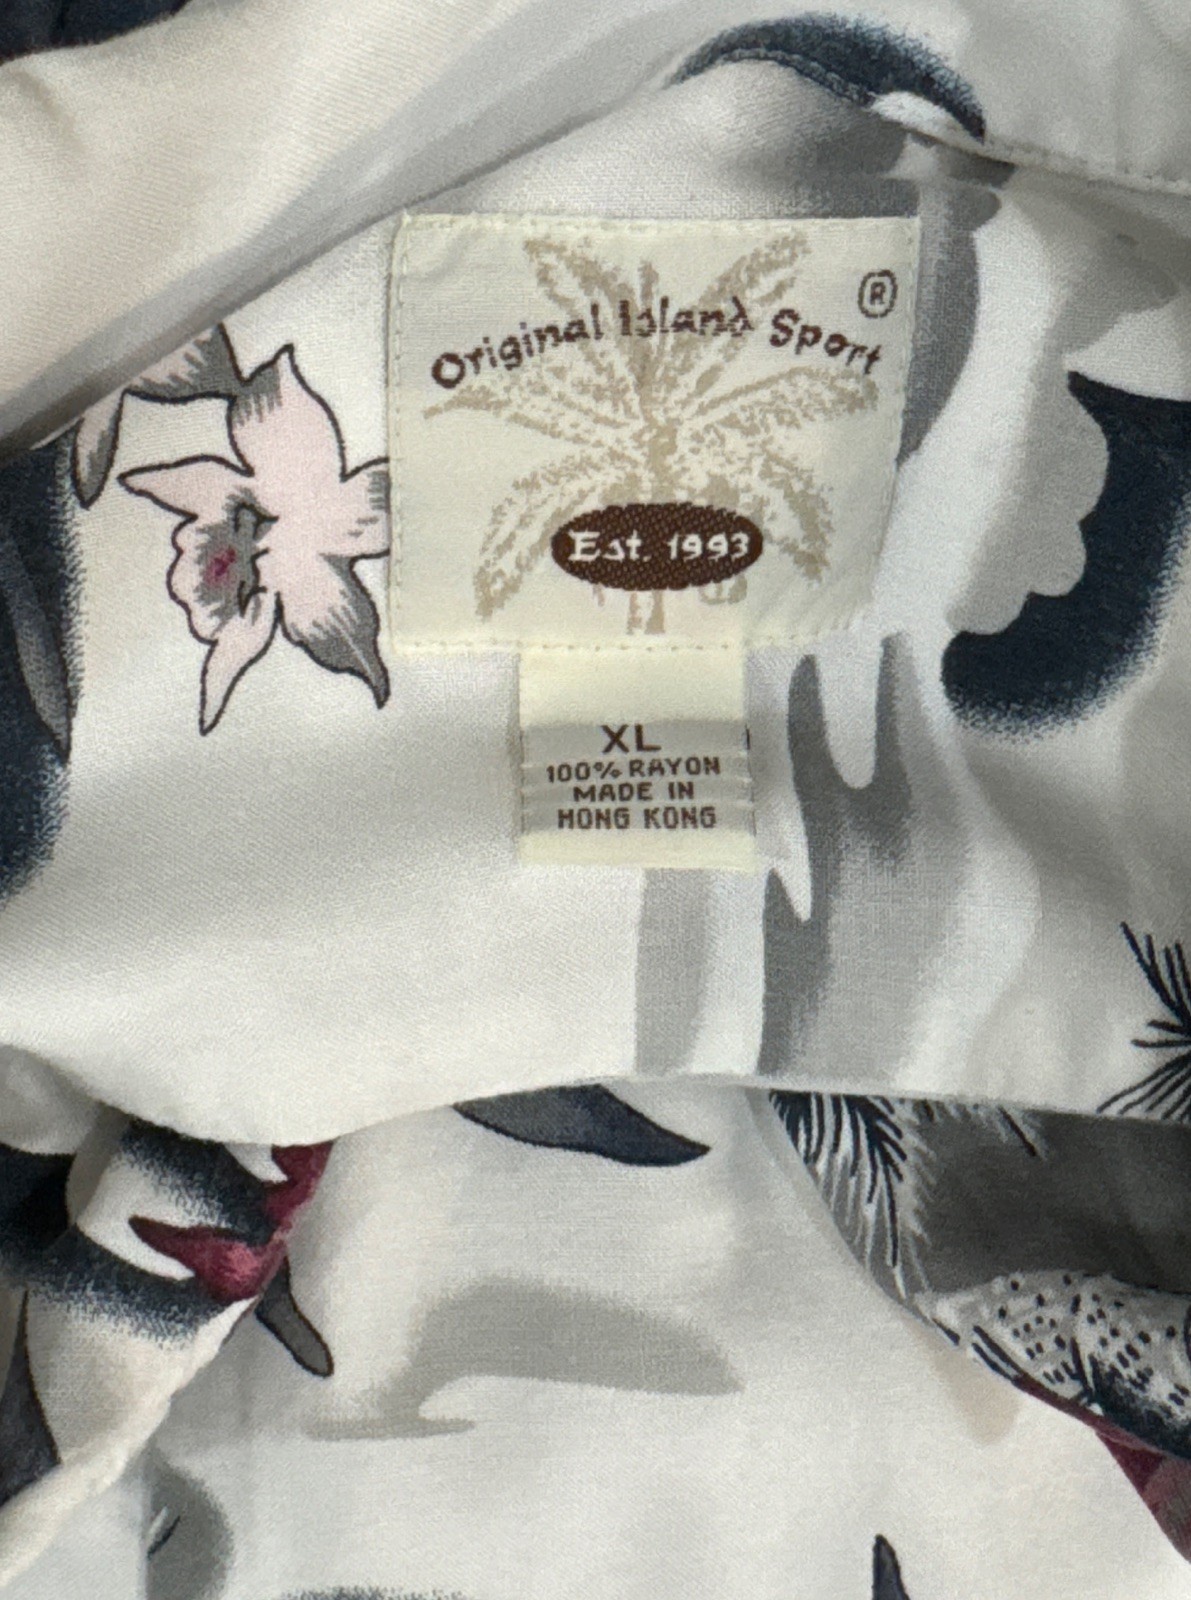 Original Island Sport ®
Est. 1993
XL
100% RAYON
MADE IN
HONG KONG